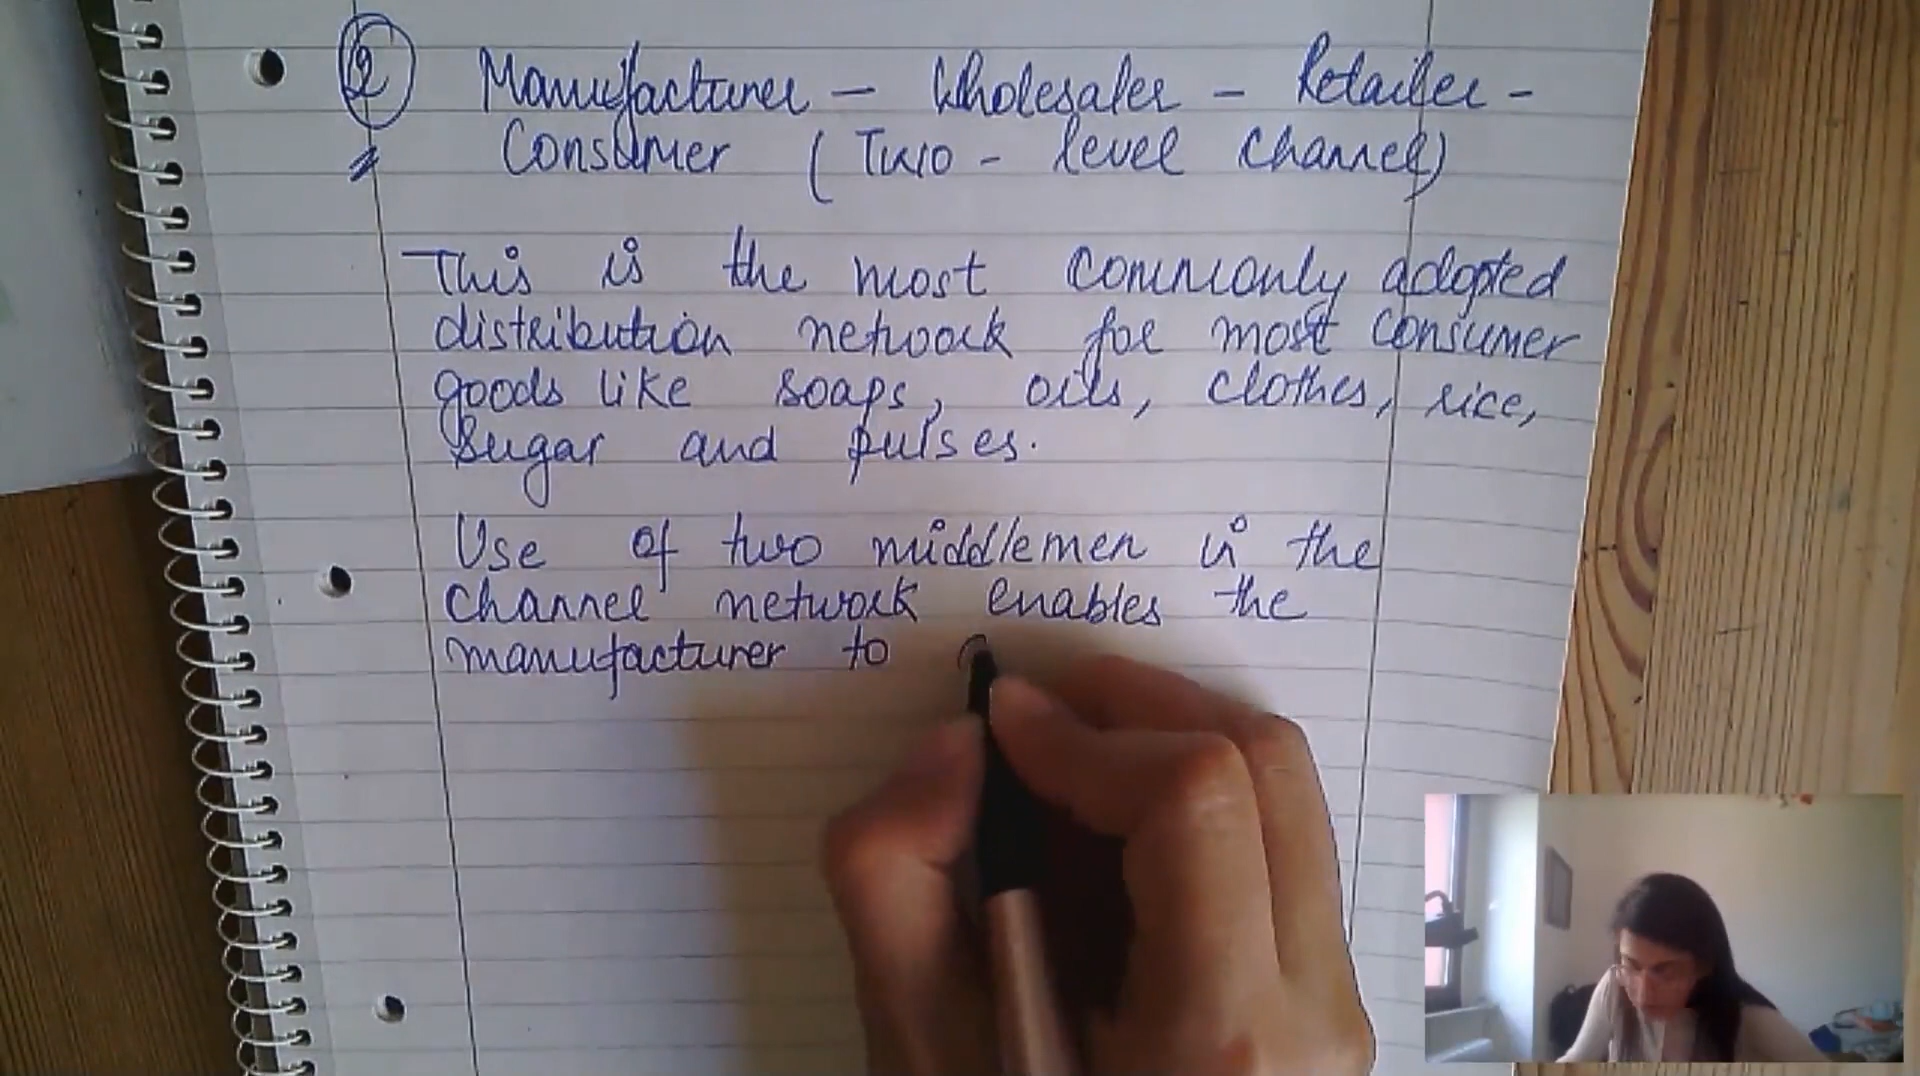 2 Manufacturer - Wholesaler - Retailer -
Consumer (Two - level channel)
This is the most commonly adopted
distribution network for most consumer
goods like soaps, oils, clothes, rice,
sugar and pulses.
Use of two middlemen in the
channel network enables the
manufacturer to